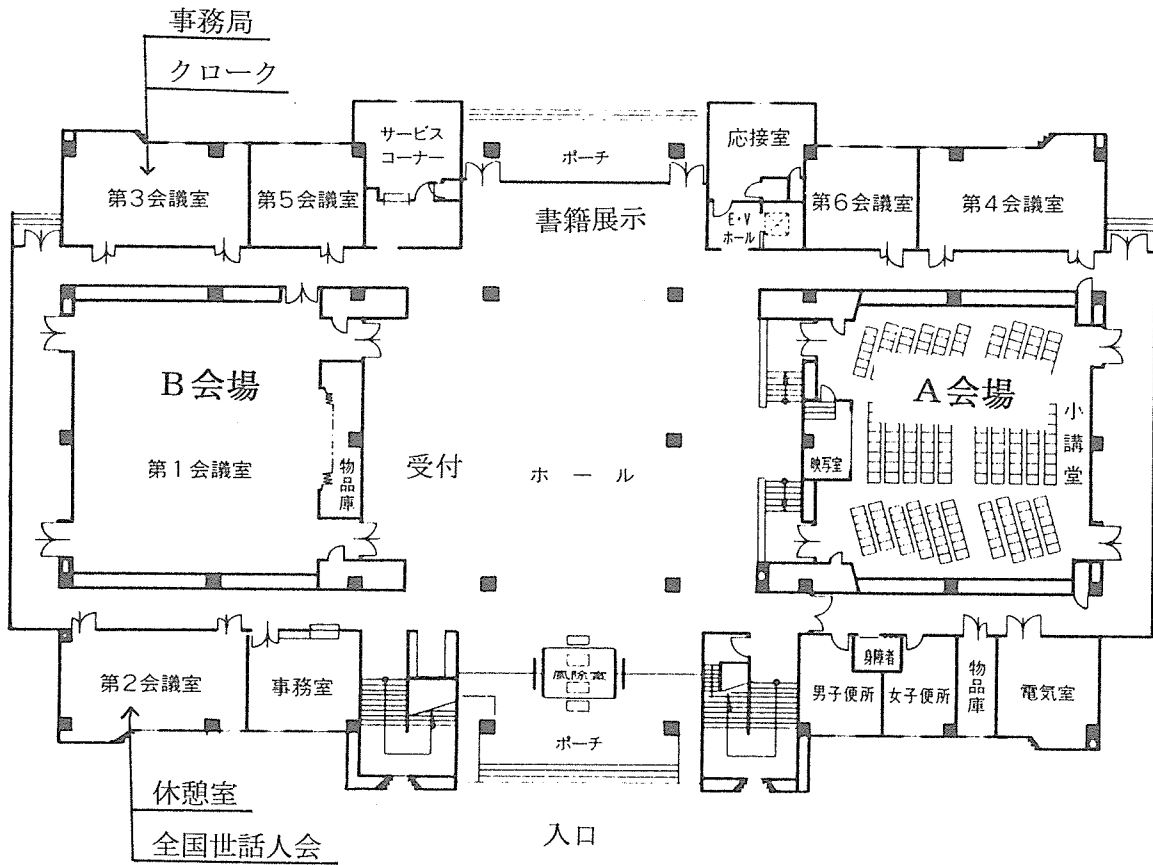 事務局
クローク
サービス
コーナー
ポーチ
応接室
第3会議室
第5会議室
書籍展示
E・V
ホール
第6会議室
第4会議室
B会場
A会場
小講堂
第1会議室
物品庫
受付
ホール
映写室
第2会議室
事務室
風除室
ポーチ
男子便所
身障者
女子便所
物品庫
電気室
休憩室
全国世話人会
入口